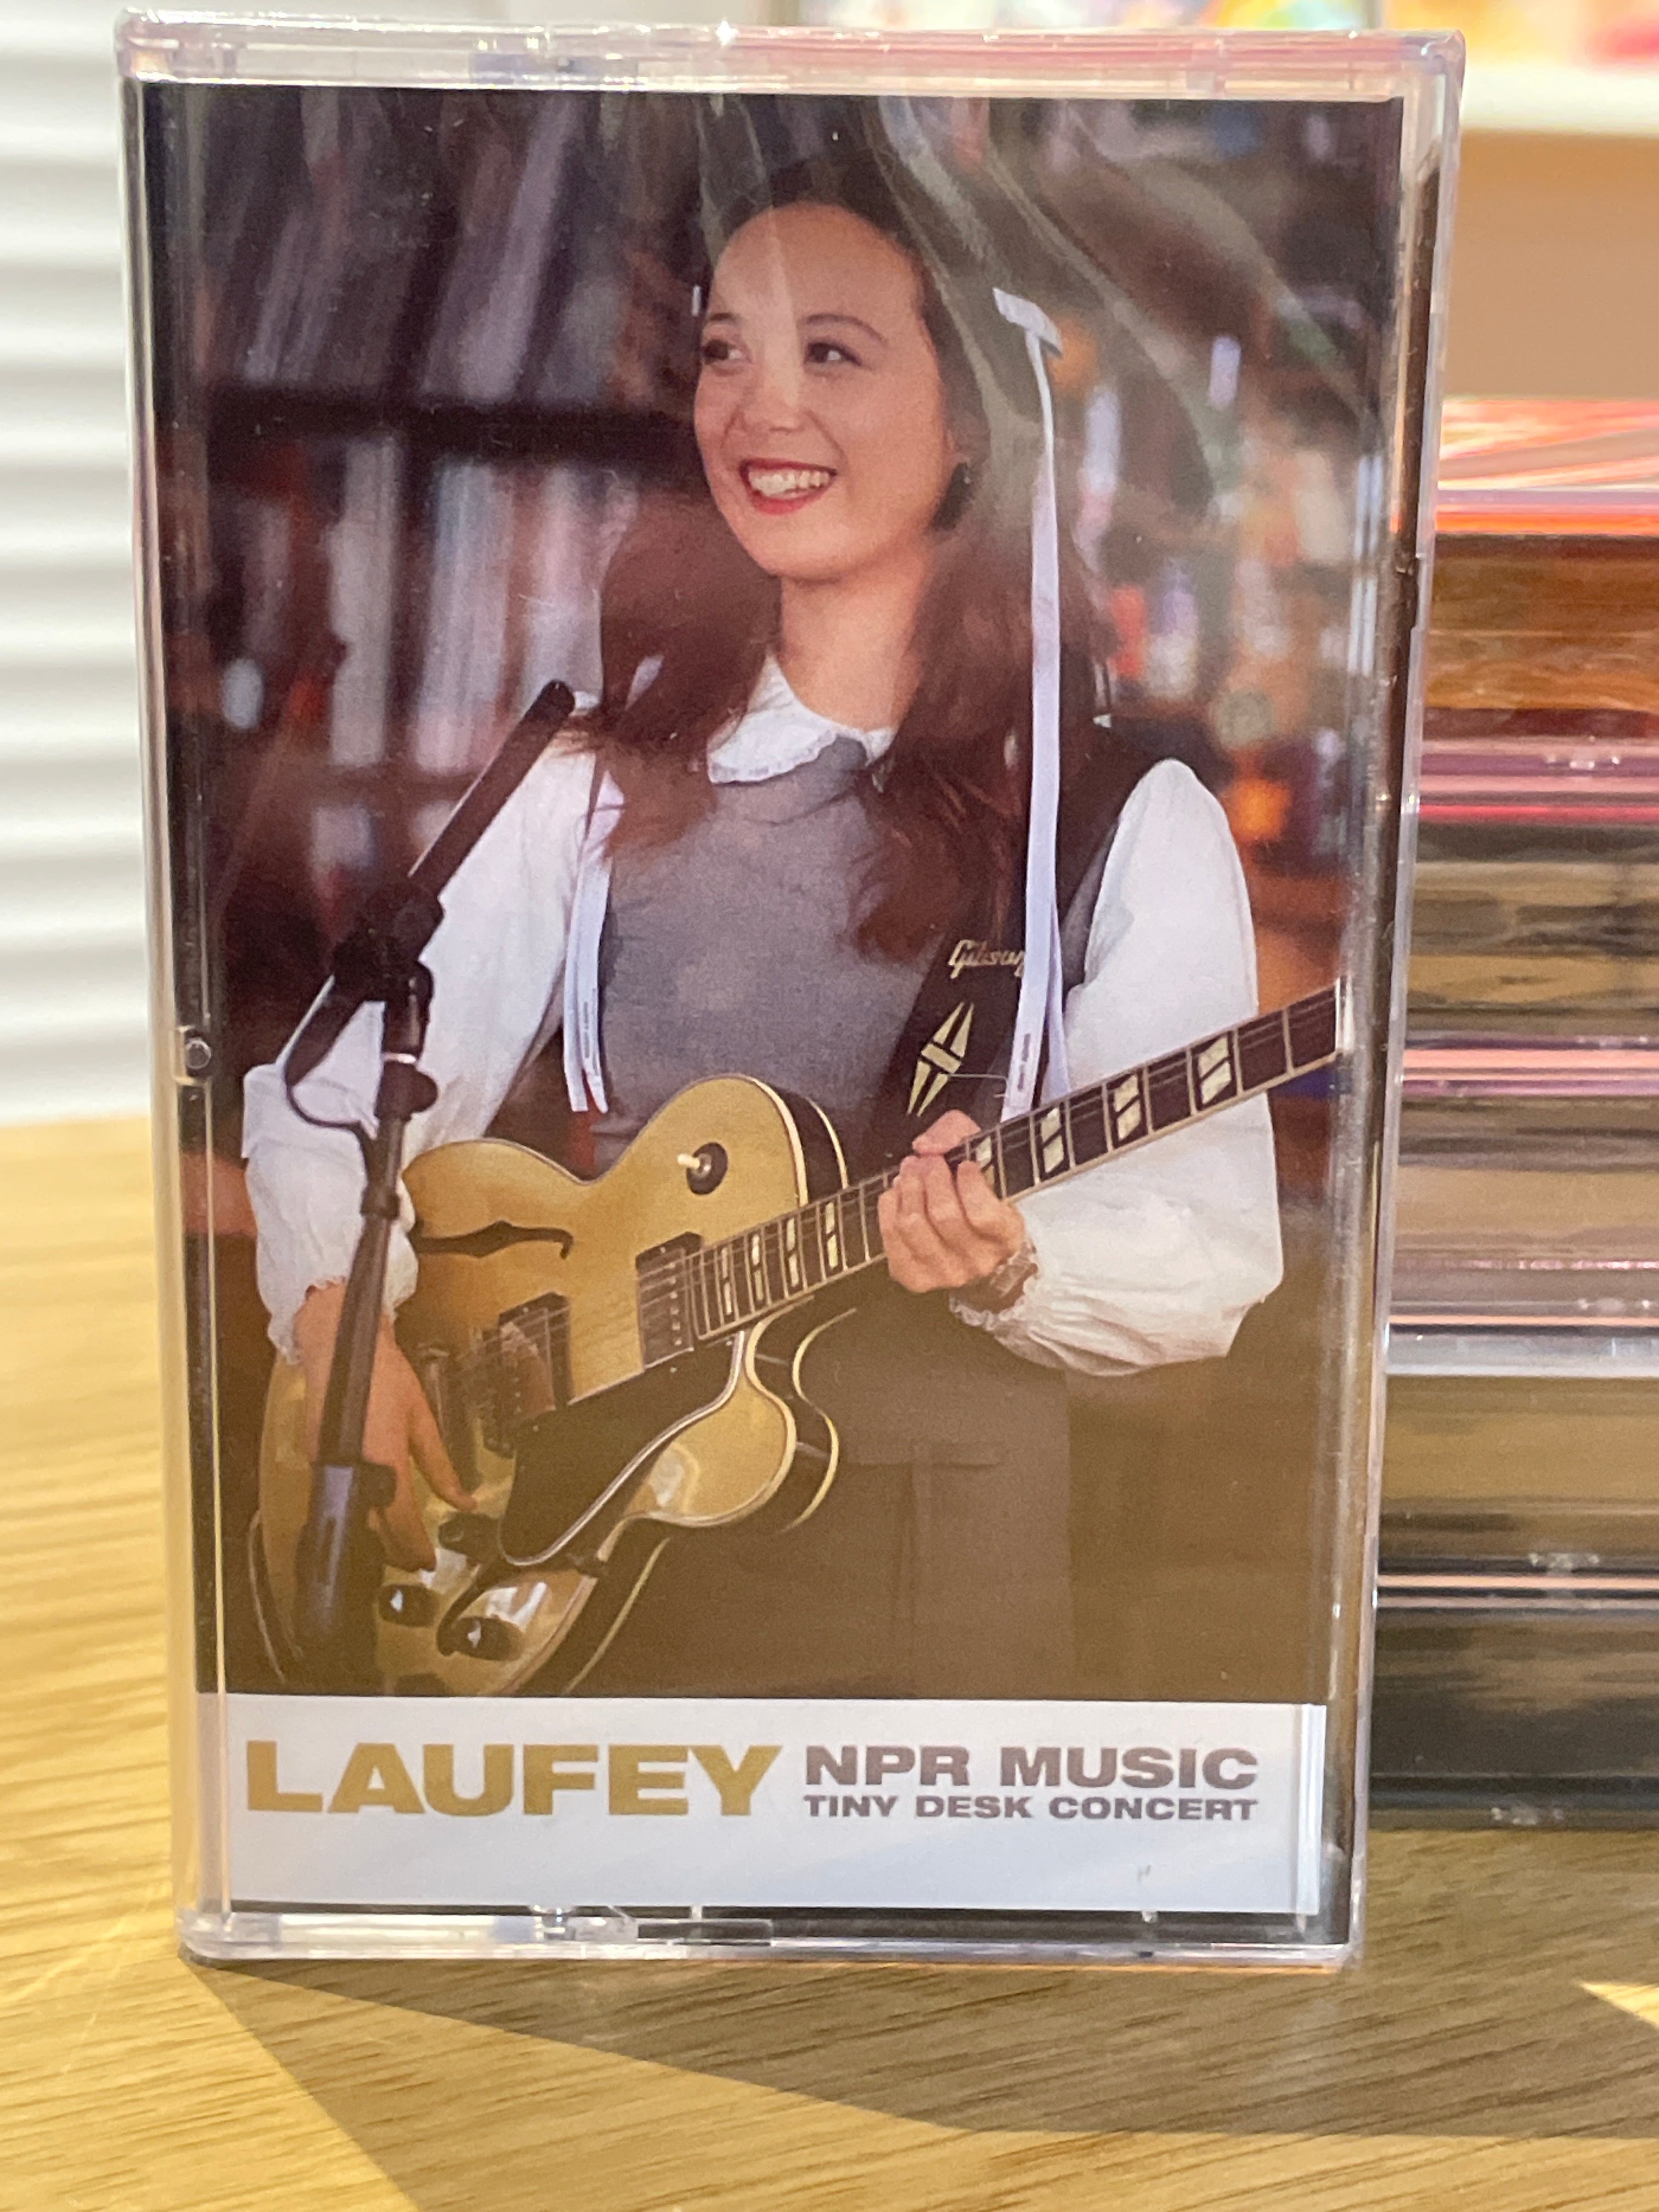 Gibson
LAUFEY
NPR MUSIC
TINY DESK CONCERT